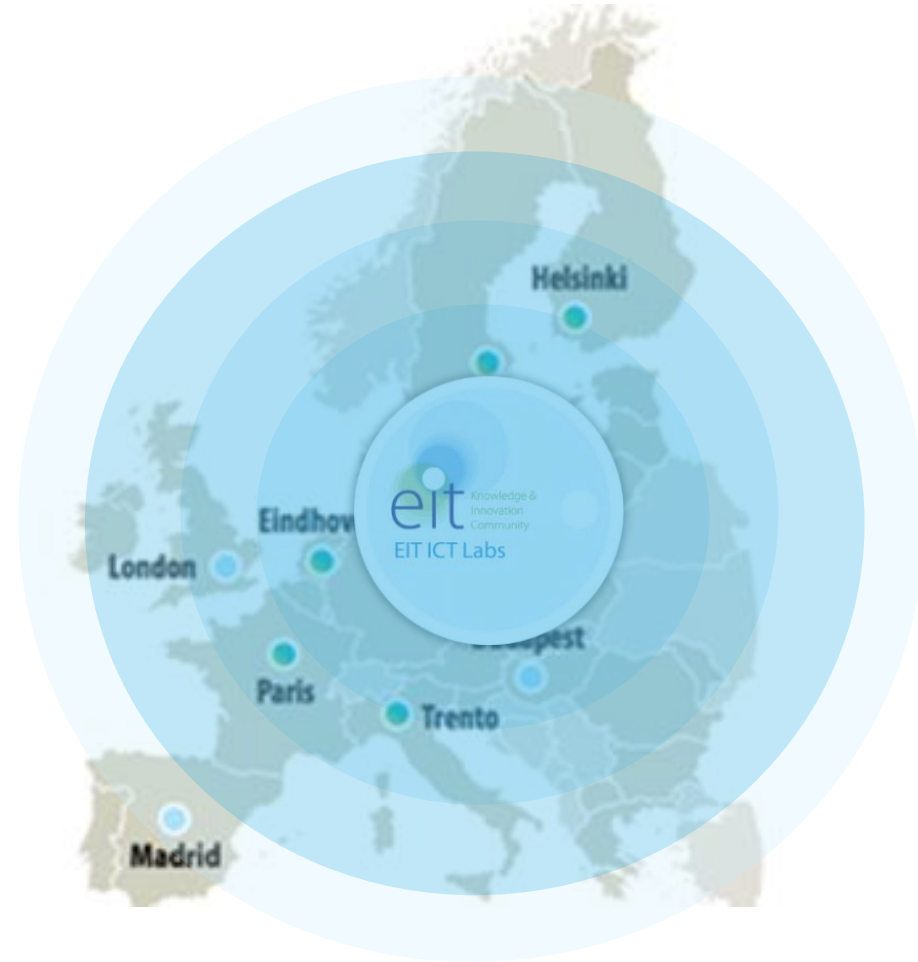 Helsinki
Eindhov
London
eit
Knowledge &
Innovation
Community
EIT ICT Labs
Paris
Trento
Madrid